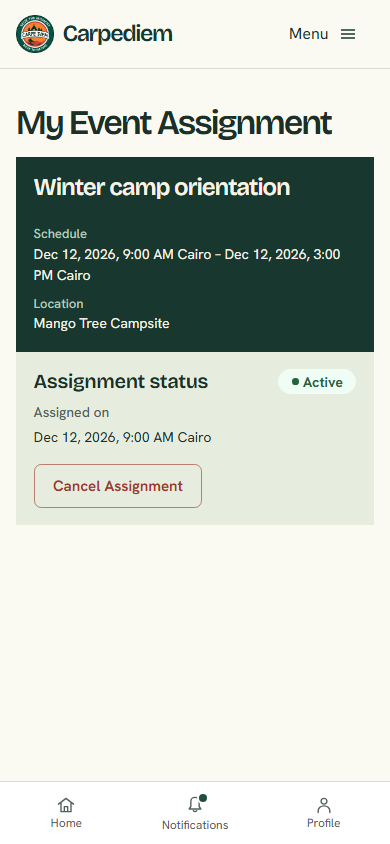 Carpediem
Menu
My Event Assignment
Winter camp orientation
Schedule
Dec 12, 2026, 9:00 AM Cairo – Dec 12, 2026, 3:00
PM Cairo
Location
Mango Tree Campsite
Assignment status
Active
Assigned on
Dec 12, 2026, 9:00 AM Cairo
Cancel Assignment
Home
Notifications
Profile